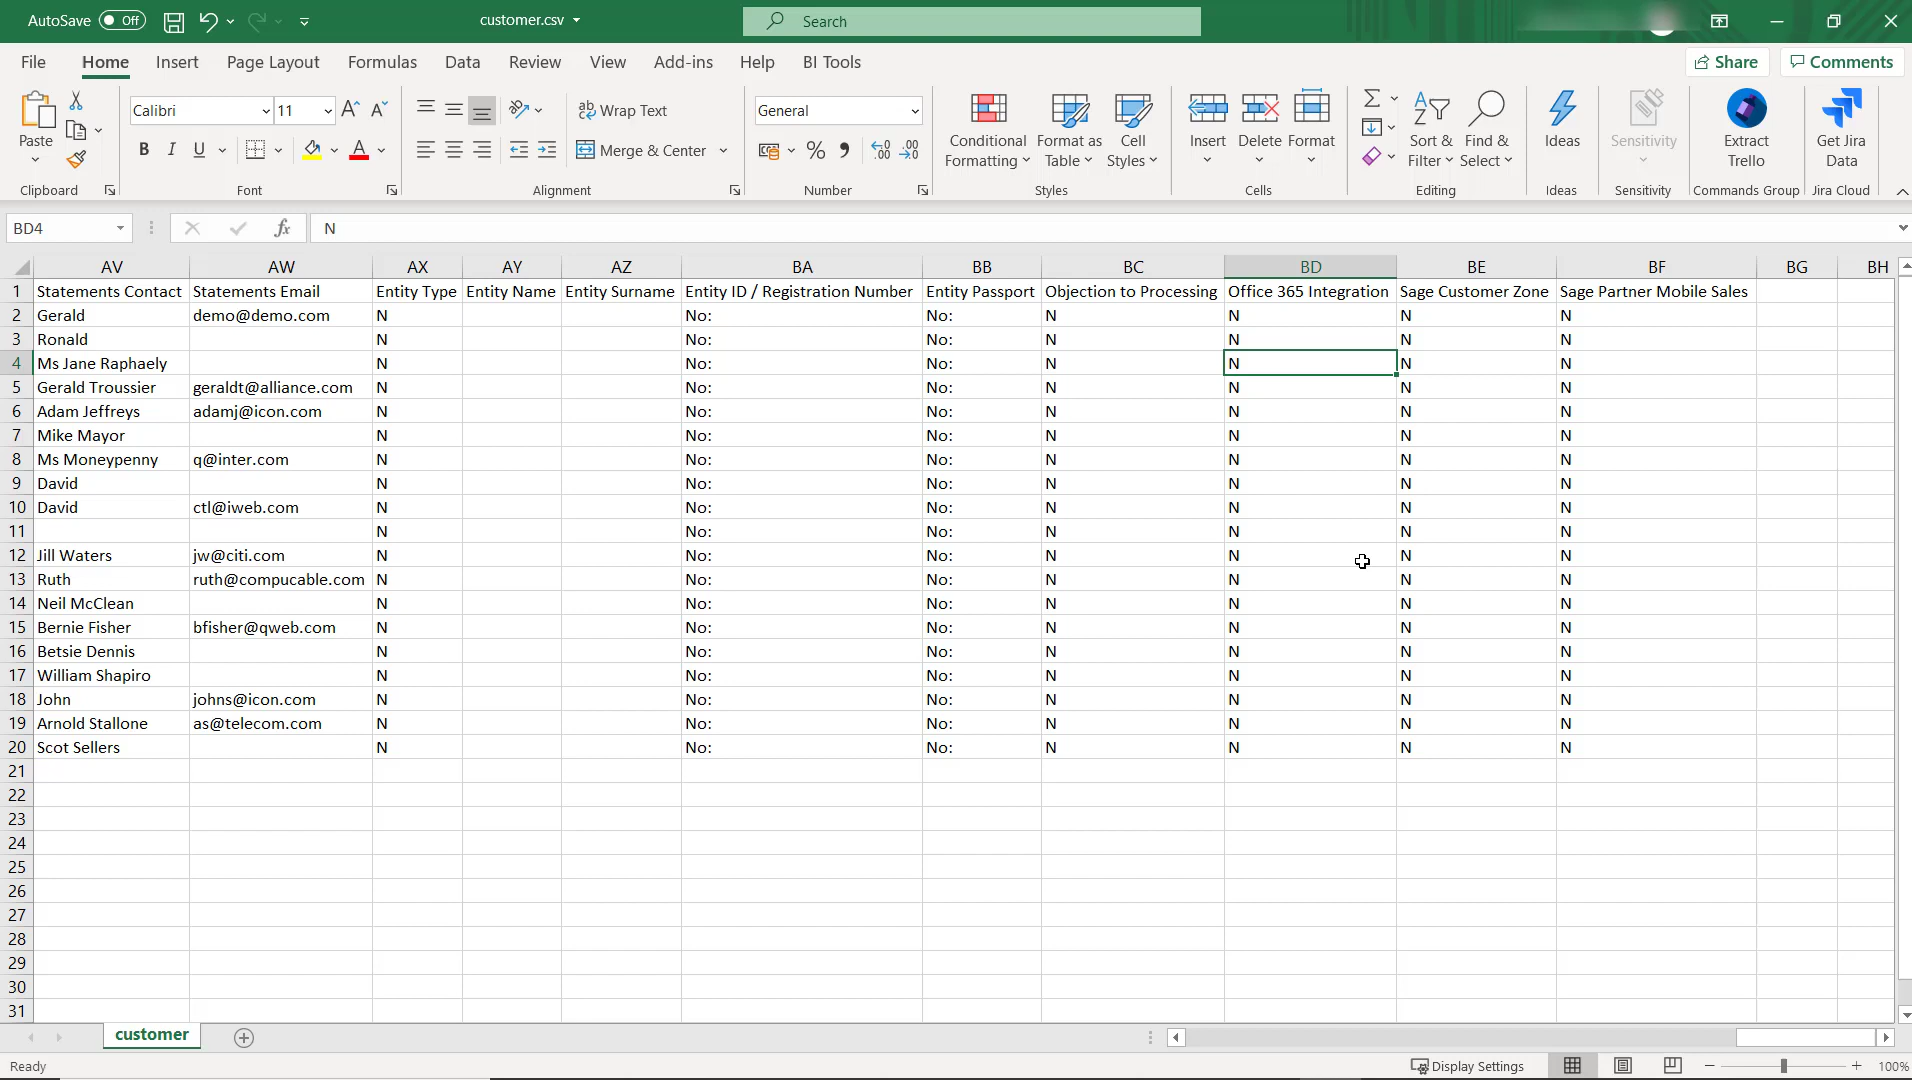 AutoSave Off customer.csv Search
File Home Insert Page Layout Formulas Data Review View Add-ins Help BI Tools Share Comments
Paste Calibri 11 Wrap Text General Conditional Formatting Format as Table Cell Styles Insert Delete Format Sort & Filter Find & Select Ideas Sensitivity Extract Trello Get Jira Data
B I U Merge & Center % 
Clipboard Font Alignment Number Styles Cells Editing Ideas Sensitivity Commands Group Jira Cloud
BD4 fx N
AV AW AX AY AZ BA BB BC BD BE BF BG BH
1 Statements Contact Statements Email Entity Type Entity Name Entity Surname Entity ID / Registration Number Entity Passport Objection to Processing Office 365 Integration Sage Customer Zone Sage Partner Mobile Sales
2 Gerald demo@demo.com N No: No: N N N N
3 Ronald N No: No: N N N N
4 Ms Jane Raphaely N No: No: N N N N
5 Gerald Troussier geraldt@alliance.com N No: No: N N N N
6 Adam Jeffreys adamj@icon.com N No: No: N N N N
7 Mike Mayor N No: No: N N N N
8 Ms Moneypenny q@inter.com N No: No: N N N N
9 David N No: No: N N N N
10 David ctl@iweb.com N No: No: N N N N
11 N No: No: N N N N
12 Jill Waters jw@citi.com N No: No: N N N N
13 Ruth ruth@compucable.com N No: No: N N N N
14 Neil McClean N No: No: N N N N
15 Bernie Fisher bfisher@qweb.com N No: No: N N N N
16 Betsie Dennis N No: No: N N N N
17 William Shapiro N No: No: N N N N
18 John johns@icon.com N No: No: N N N N
19 Arnold Stallone as@telecom.com N No: No: N N N N
20 Scot Sellers N No: No: N N N N
21
22
23
24
25
26
27
28
29
30
31
customer
Ready Display Settings 100%